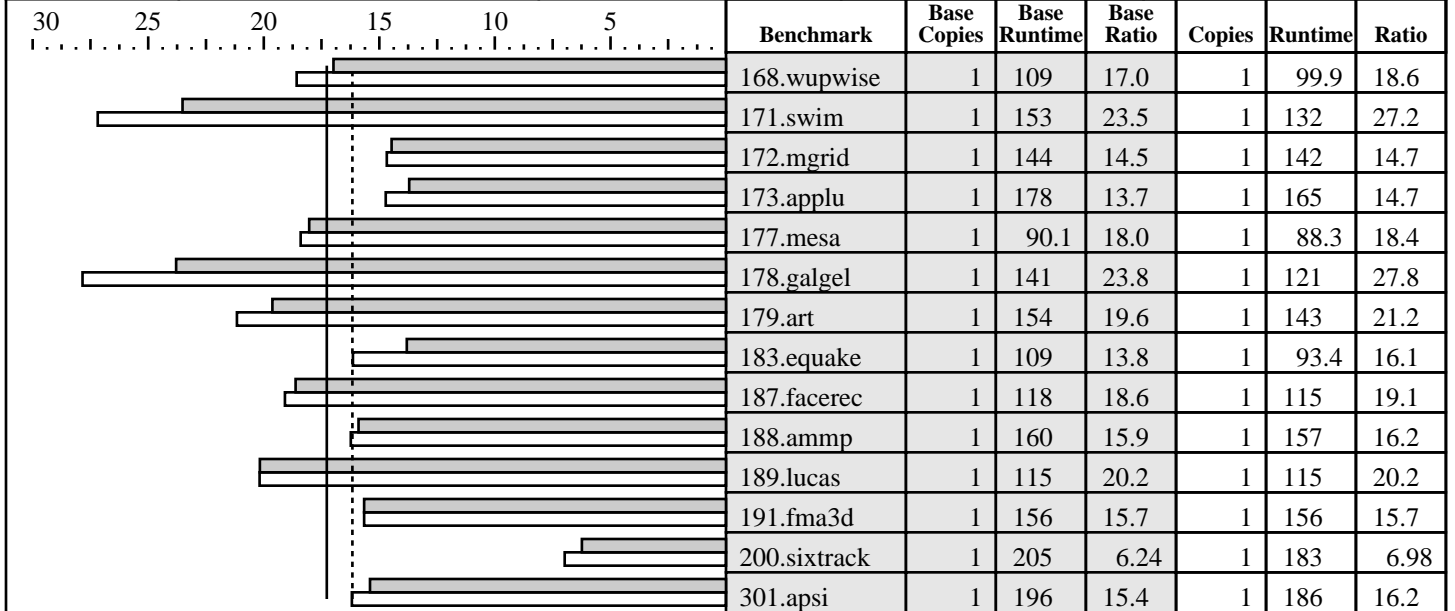 30 25 20 15 10 5
Benchmark Base Copies Base Runtime Base Ratio Copies Runtime Ratio
168.wupwise 1 109 17.0 1 99.9 18.6
171.swim 1 153 23.5 1 132 27.2
172.mgrid 1 144 14.5 1 142 14.7
173.applu 1 178 13.7 1 165 14.7
177.mesa 1 90.1 18.0 1 88.3 18.4
178.galgel 1 141 23.8 1 121 27.8
179.art 1 154 19.6 1 143 21.2
183.equake 1 109 13.8 1 93.4 16.1
187.facerec 1 118 18.6 1 115 19.1
188.ammp 1 160 15.9 1 157 16.2
189.lucas 1 115 20.2 1 115 20.2
191.fma3d 1 156 15.7 1 156 15.7
200.sixtrack 1 205 6.24 1 183 6.98
301.apsi 1 196 15.4 1 186 16.2